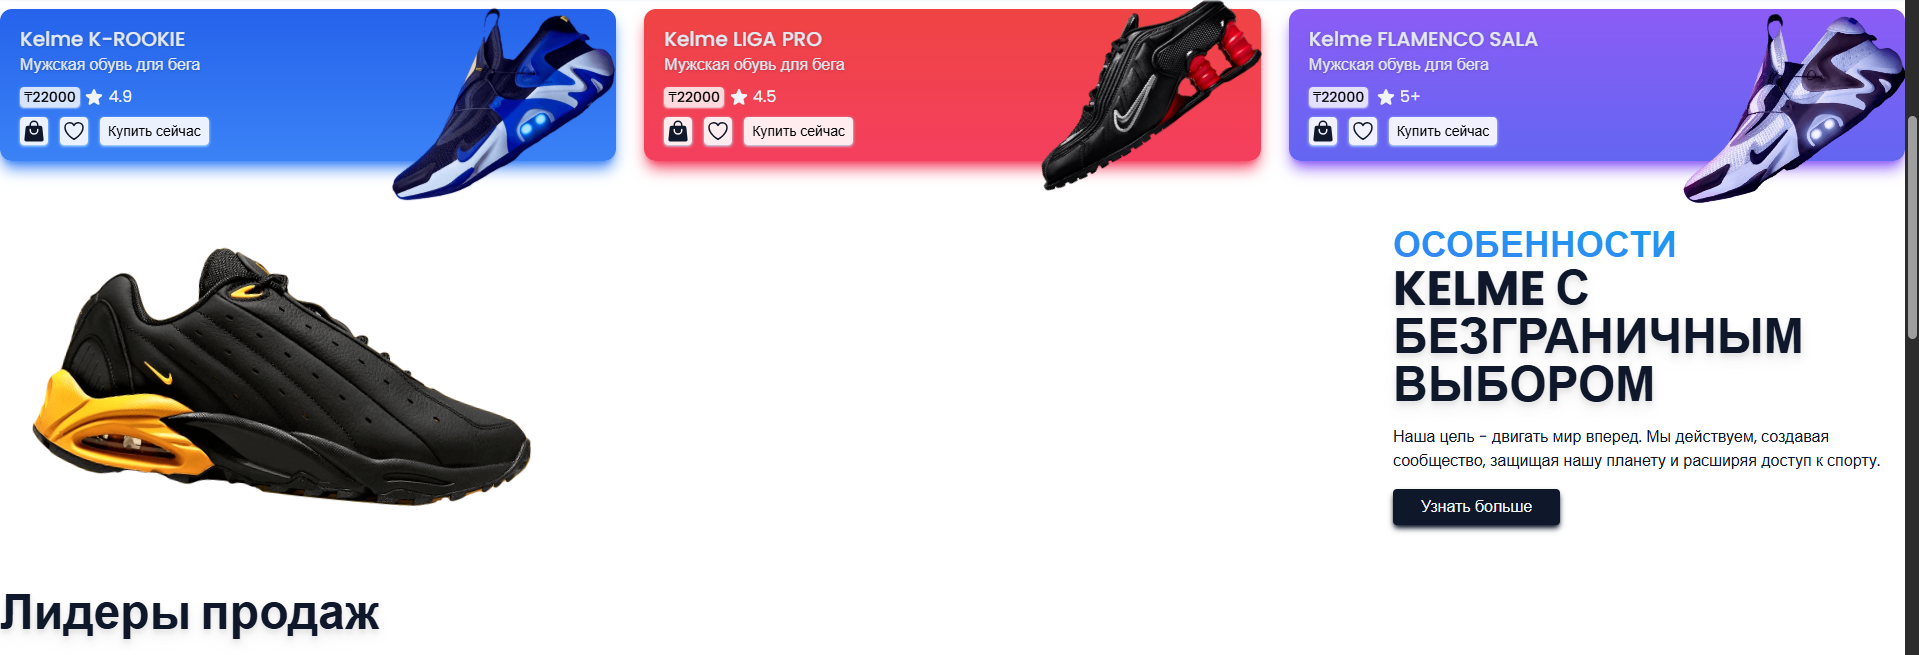 Kelme K-ROOKIE
Мужская обувь для бега
₸22000 4.9
Купить сейчас
Kelme LIGA PRO
Мужская обувь для бега
₸22000 4.5
Купить сейчас
Kelme FLAMENCO SALA
Мужская обувь для бега
₸22000 5+
Купить сейчас
ОСОБЕННОСТИ
KELME С
БЕЗГРАНИЧНЫМ
ВЫБОРОМ
Наша цель - двигать мир вперед. Мы действуем, создавая
сообщество, защищая нашу планету и расширяя доступ к спорту.
Узнать больше
Лидеры продаж